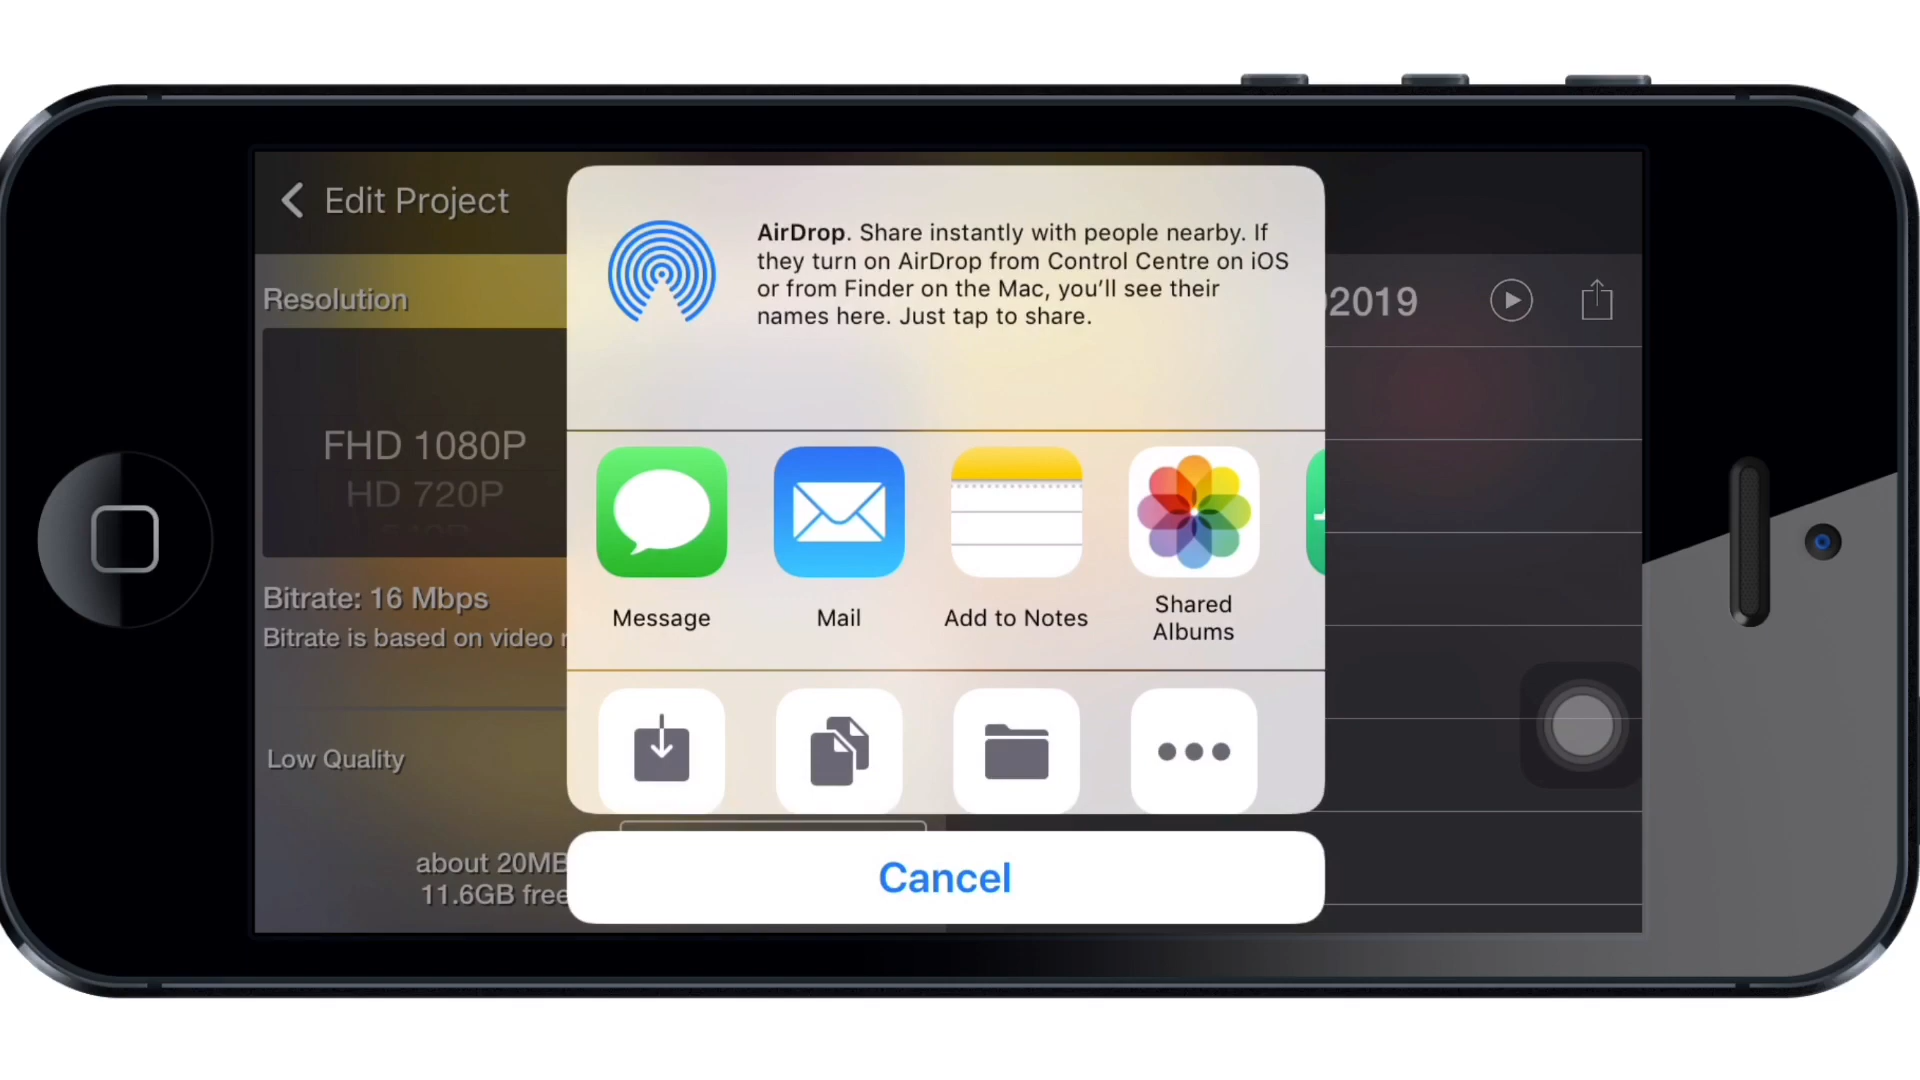 Edit Project
Resolution
FHD 1080P
HD 720P
Bitrate: 16 Mbps
Bitrate is based on video
Low Quality
about 20MB
11.6GB free
AirDrop. Share instantly with people nearby. If
they turn on AirDrop from Control Centre on iOS
or from Finder on the Mac, you'll see their
names here. Just tap to share.
2019
Message
Mail
Add to Notes
Shared
Albums
Cancel